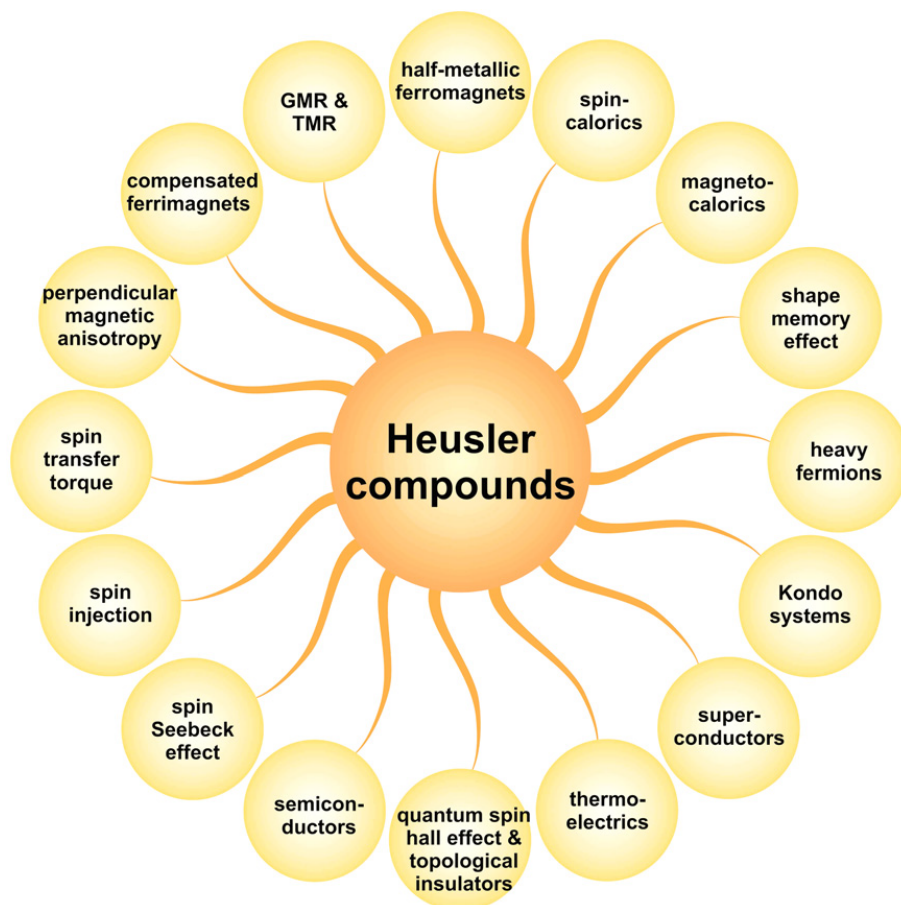 half-metallic
ferromagnets
spin-
calorics
magneto-
calorics
shape
memory
effect
heavy
fermions
Kondo
systems
super-
conductors
thermo-
electrics
quantum spin
hall effect &
topological
insulators
semicon-
ductors
spin
Seebeck
effect
spin
injection
spin
transfer
torque
perpendicular
magnetic
anisotropy
compensated
ferrimagnets
GMR &
TMR
Heusler
compounds